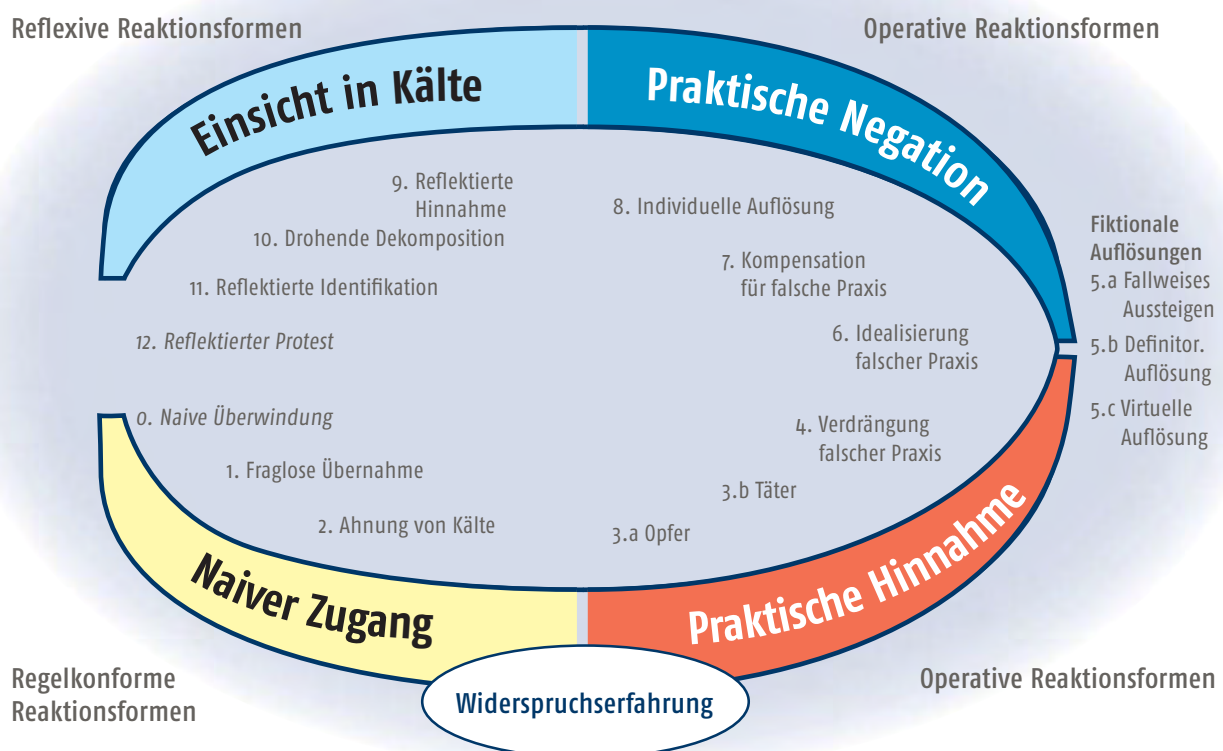 Reflexive Reaktionsformen
Operative Reaktionsformen
Einsicht in Kälte
Praktische Negation
9. Reflektierte
Hinnahme
10. Drohende Dekomposition
11. Reflektierte Identifikation
12. Reflektierter Protest
8. Individuelle Auflösung
7. Kompensation
für falsche Praxis
6. Idealisierung
falscher Praxis
Fiktionale
Auflösungen
5.a Fallweises
Aussteigen
5.b Definitor.
Auflösung
5.c Virtuelle
Auflösung
0. Naive Überwindung
1. Fraglose Übernahme
2. Ahnung von Kälte
3.a Opfer
3.b Täter
4. Verdrängung
falscher Praxis
Naiver Zugang
Praktische Hinnahme
Widerspruchserfahrung
Regelkonforme
Reaktionsformen
Operative Reaktionsformen